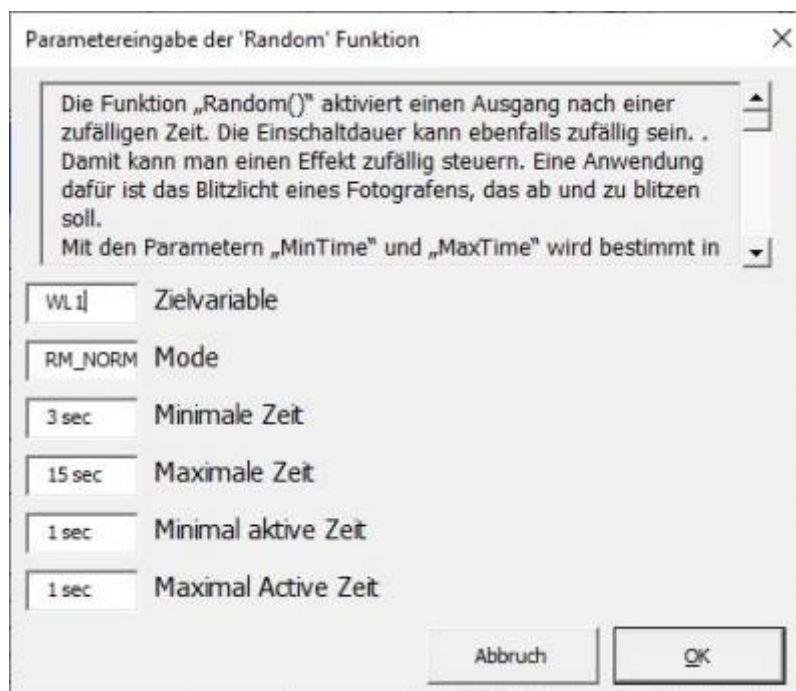 Parametereingabe der 'Random' Funktion
Die Funktion „Random()" aktiviert einen Ausgang nach einer
zufälligen Zeit. Die Einschaltdauer kann ebenfalls zufällig sein. .
Damit kann man einen Effekt zufällig steuern. Eine Anwendung
dafür ist das Blitzlicht eines Fotografens, das ab und zu blitzen
soll.
Mit den Parametern „MinTime" und „MaxTime" wird bestimmt in
WL1 Zielvariable
RM_NORM Mode
3 sec Minimale Zeit
15 sec Maximale Zeit
1 sec Minimal aktive Zeit
1 sec Maximal Active Zeit
Abbruch OK